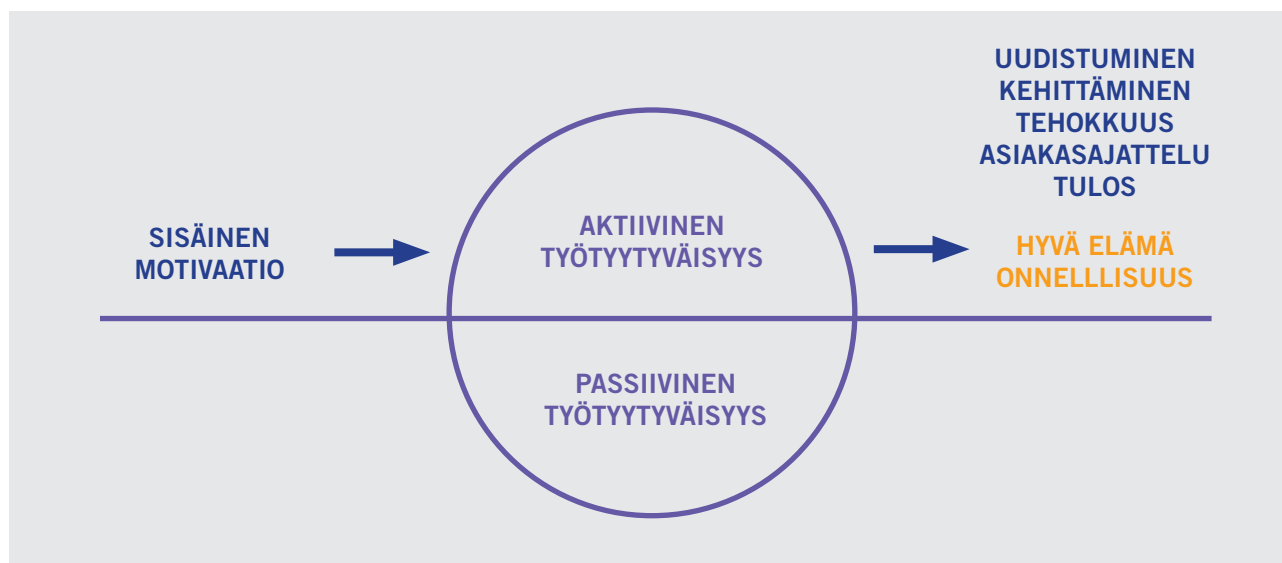 SISÄINEN
MOTIVAATIO
AKTIIVINEN
TYÖTYYTYVÄISYYS
PASSIIVINEN
TYÖTYYTYVÄISYYS
UUDISTUMINEN
KEHITTÄMINEN
TEHOKKUUS
ASIAKASAJATTELU
TULOS
HYVÄ ELÄMÄ
ONNELLLISUUS